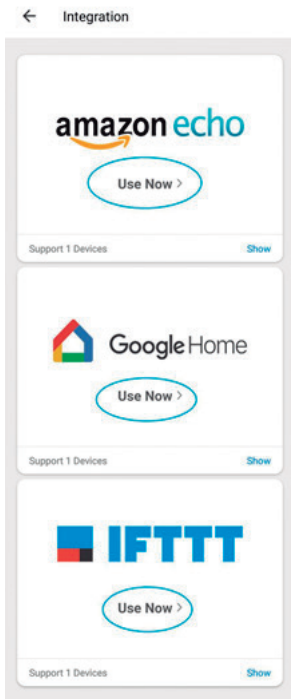 Integration
amazon echo
Use Now >
Support 1 Devices Show
Google Home
Use Now >
Support 1 Devices Show
IFTTT
Use Now >
Support 1 Devices Show